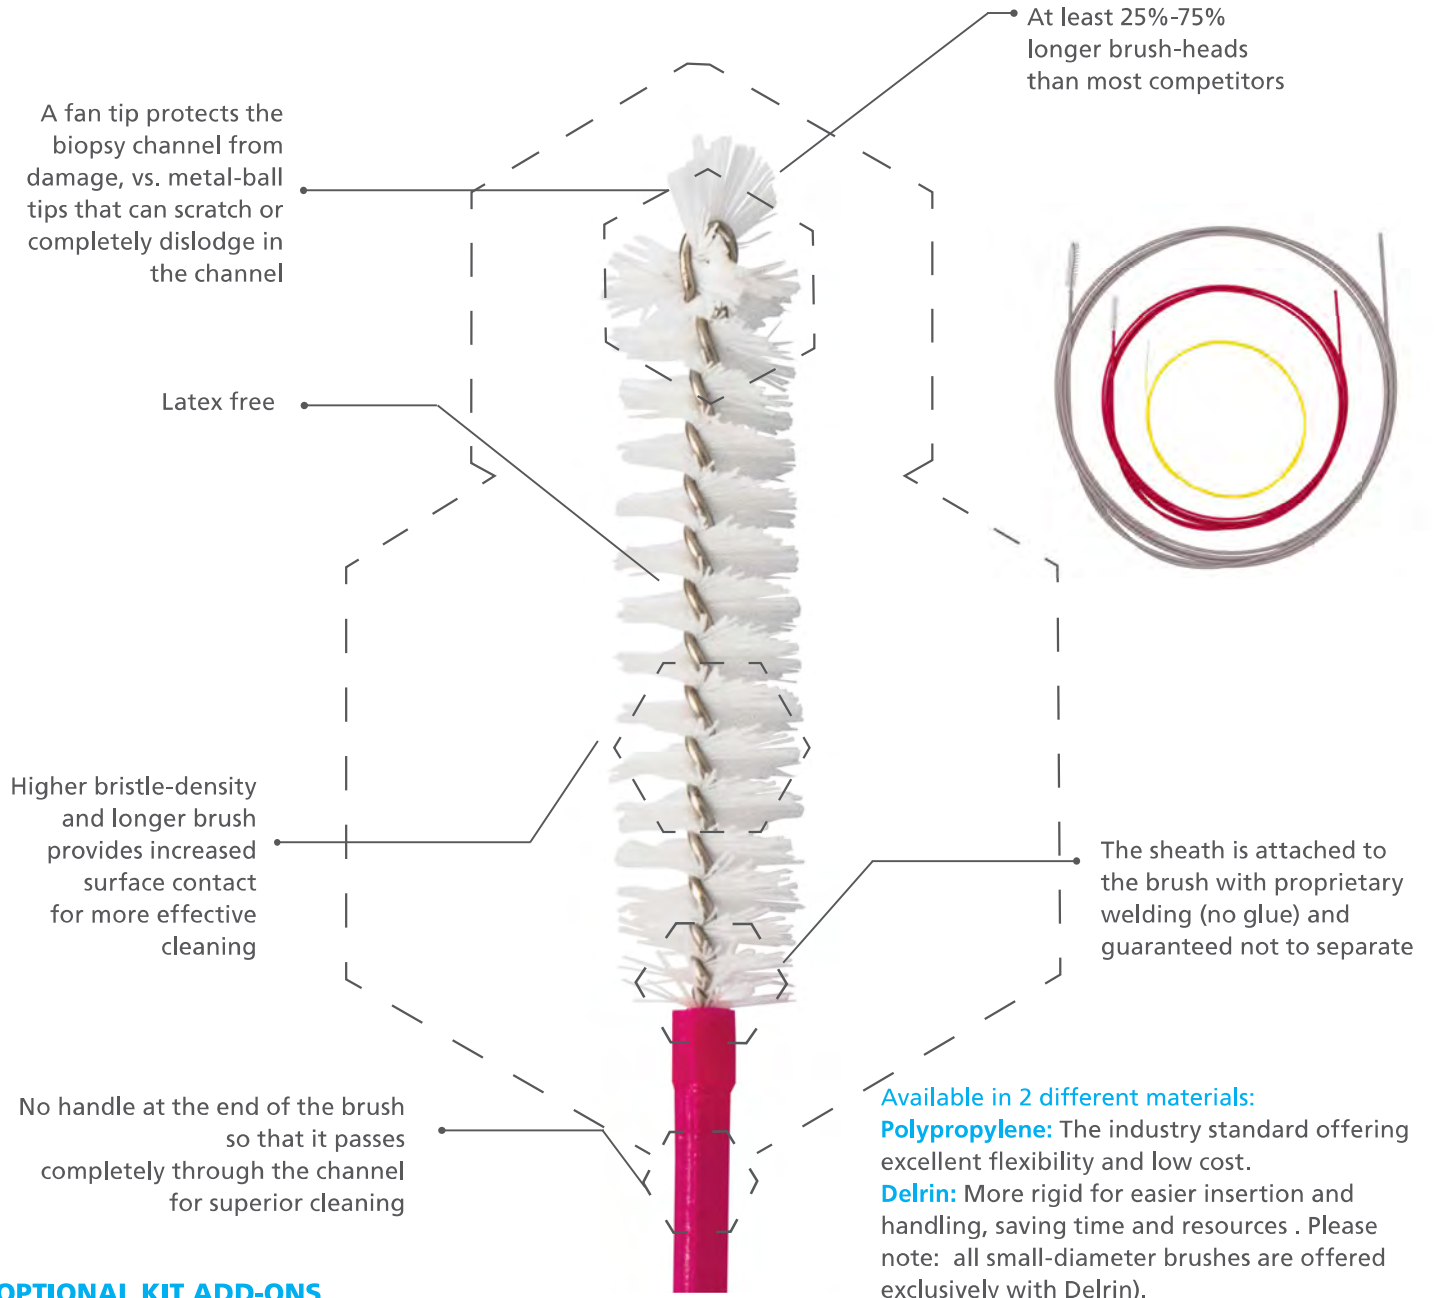 At least 25%-75%
longer brush-heads
than most competitors
A fan tip protects the
biopsy channel from
damage, vs. metal-ball
tips that can scratch or
completely dislodge in
the channel
Latex free
Higher bristle-density
and longer brush
provides increased
surface contact
for more effective
cleaning
The sheath is attached to
the brush with proprietary
welding (no glue) and
guaranteed not to separate
No handle at the end of the brush
so that it passes
completely through the channel
for superior cleaning
Available in 2 different materials:
Polypropylene: The industry standard offering
excellent flexibility and low cost.
Delrin: More rigid for easier insertion and
handling, saving time and resources . Please
note: all small-diameter brushes are offered
exclusively with Delrin).
OPTIONAL KIT ADD-ONS